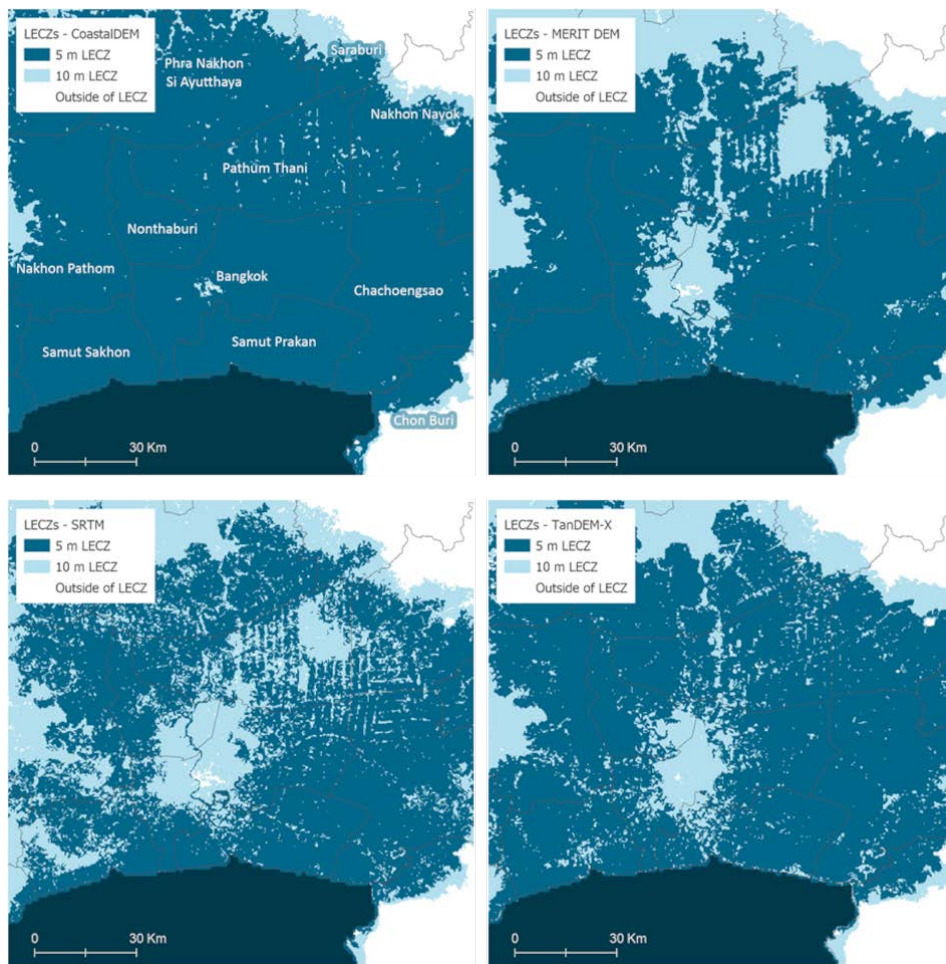 LECZs - CoastalDEM
5 m LECZ
10 m LECZ
Outside of LECZ
Phra Nakhon
Si Ayutthaya
Saraburi
Nakhon Nayok
Pathum Thani
Nonthaburi
Nakhon Pathom
Bangkok
Chachoengsao
Samut Sakhon
Samut Prakan
Chon Buri
0 30 Km
LECZs - MERIT DEM
5 m LECZ
10 m LECZ
Outside of LECZ
0 30 Km
LECZs - SRTM
5 m LECZ
10 m LECZ
Outside of LECZ
0 30 Km
LECZs - TanDEM-X
5 m LECZ
10 m LECZ
Outside of LECZ
0 30 Km